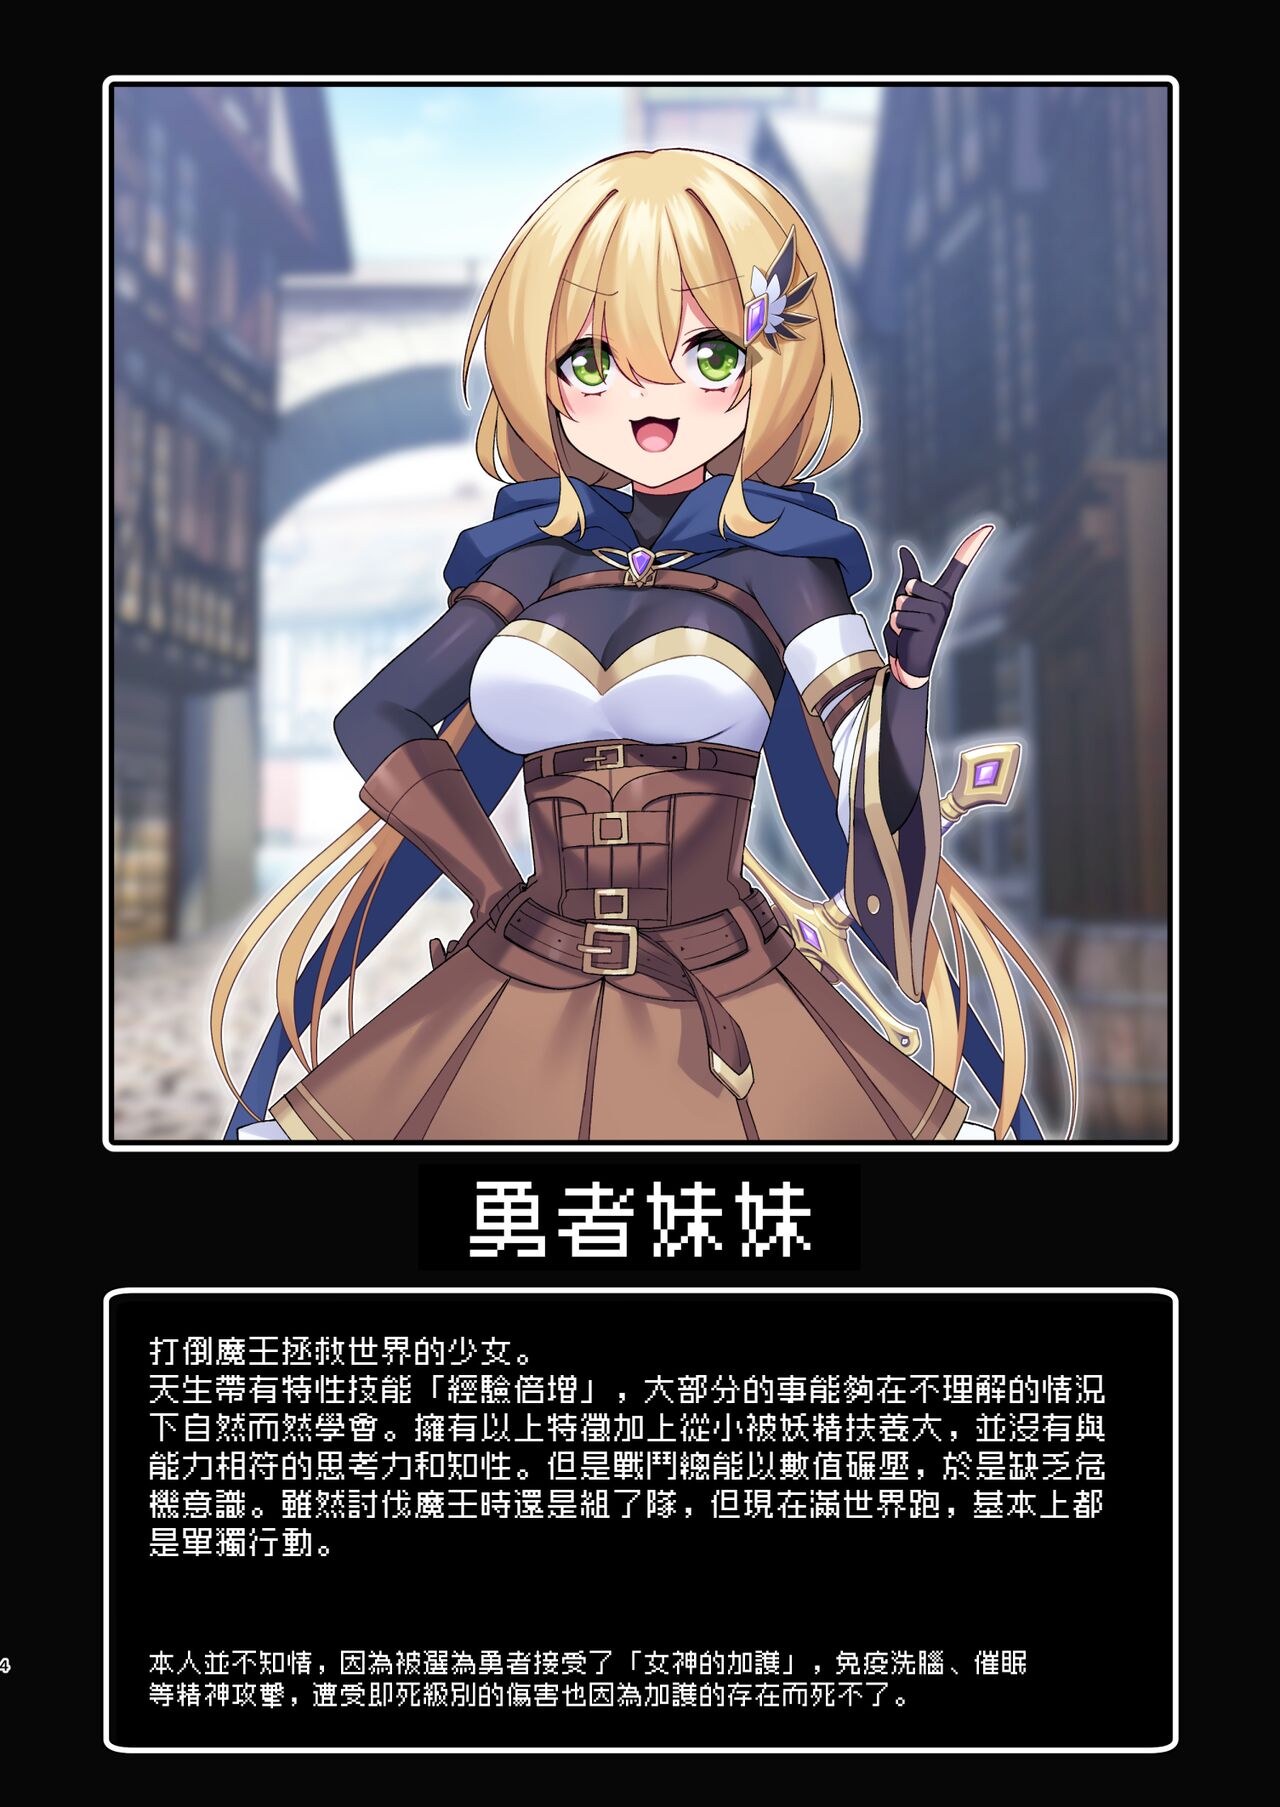 勇者妹妹
打倒魔王拯救世界的少女。
天生帶有特性技能「經驗倍增」，大部分的事能夠在不理解的情況
下自然而然學會。擁有以上特徵加上從小被妖精扶養大，並沒有與
能力相符的思考力和知性。但是戰鬥總能以數值碾壓，於是缺乏危
機意識。雖然討伐魔王時還是組了隊，但現在滿世界跑，基本上都
是單獨行動。
本人並不知情，因為被選為勇者接受了「女神的加護」，免疫洗腦、催眠
等精神攻擊，遭受即死級別的傷害也因為加護的存在而死不了。
4